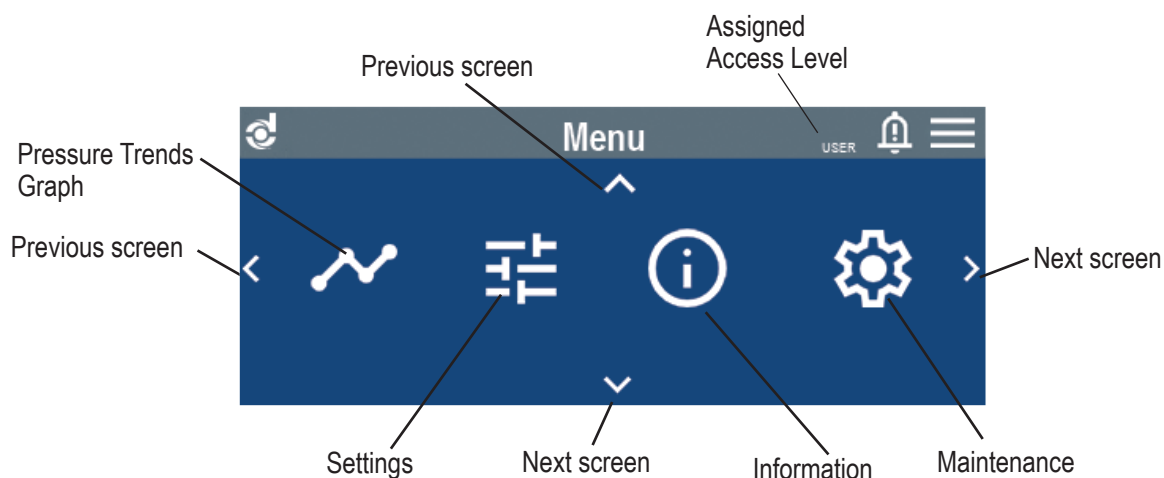 Assigned
Access Level
Previous screen
Menu
USER
Pressure Trends
Graph
Previous screen
Next screen
Settings
Next screen
Information
Maintenance